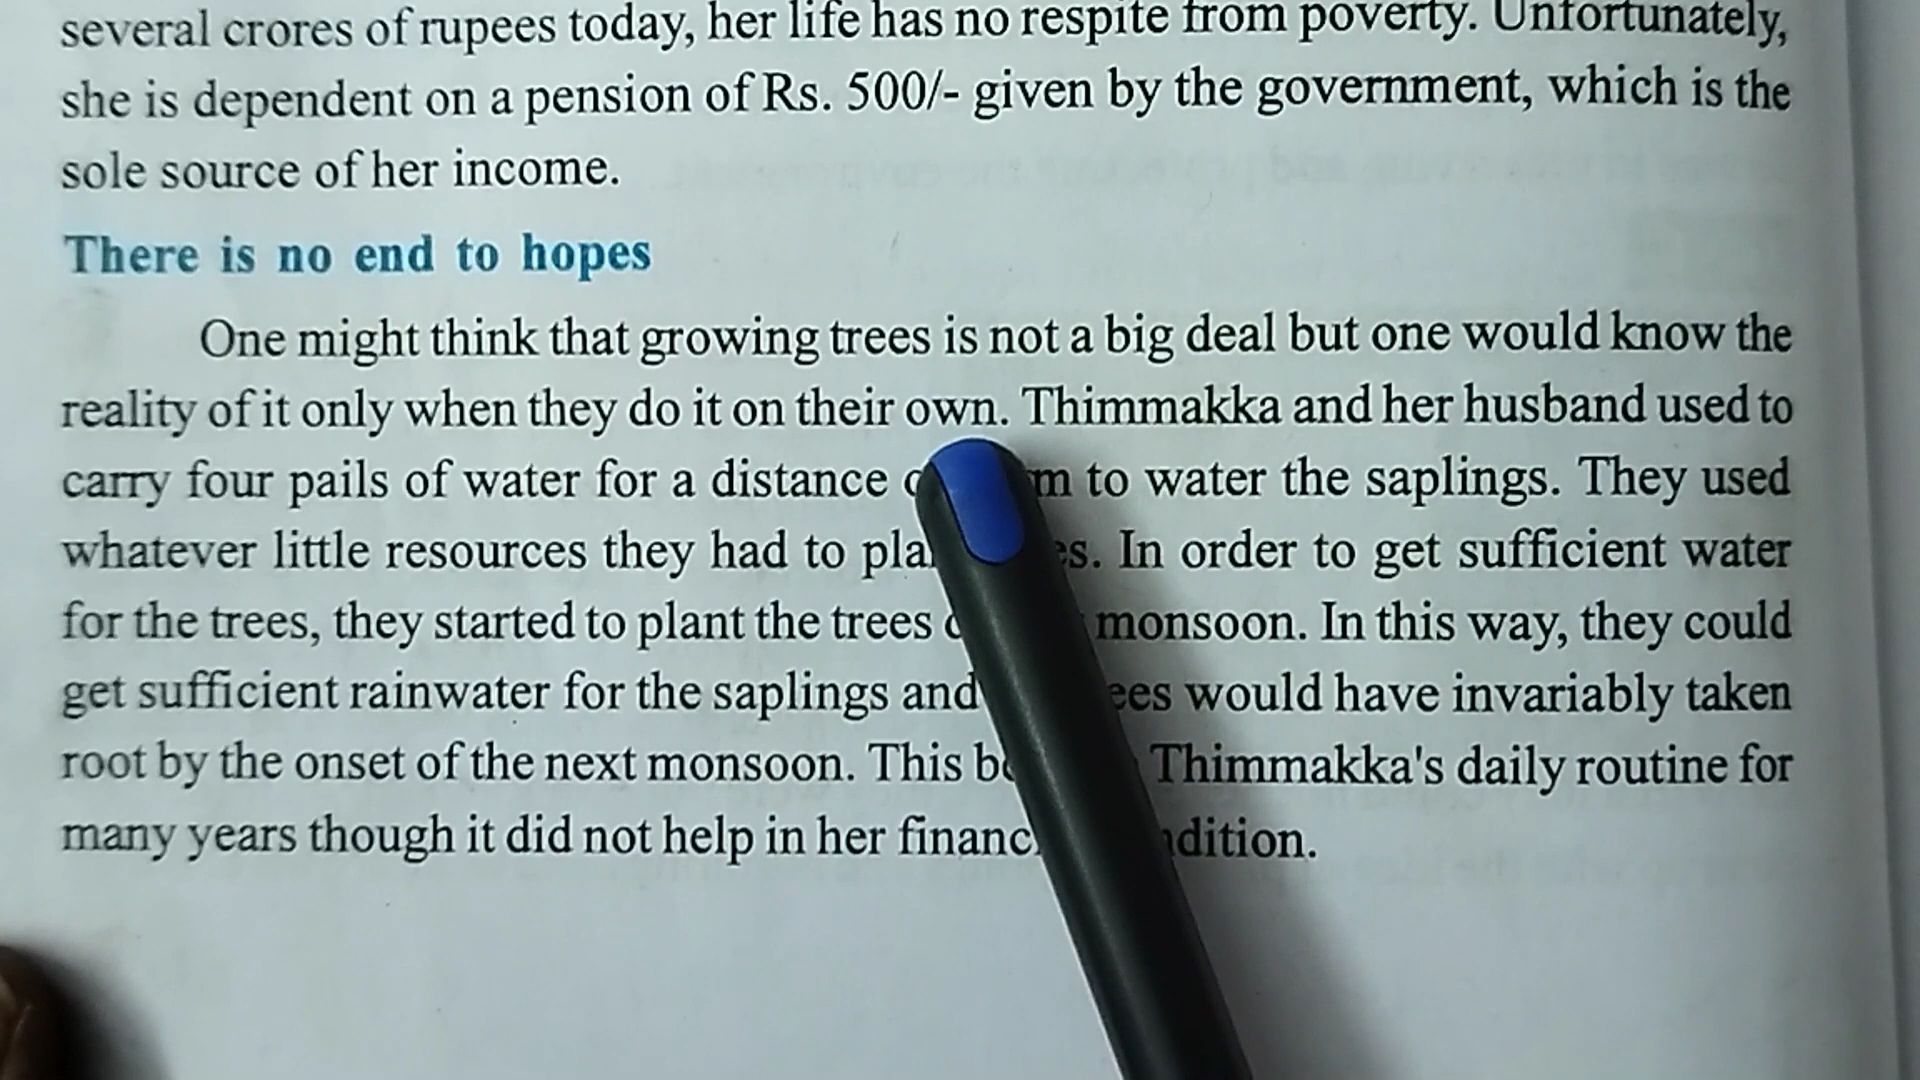 several crores of rupees today, her life has no respite from poverty. Unfortunately,
she is dependent on a pension of Rs. 500/- given by the government, which is the
sole source of her income.
There is no end to hopes
One might think that growing trees is not a big deal but one would know the
reality of it only when they do it on their own. Thimmakka and her husband used to
carry four pails of water for a distance to water the saplings. They used
whatever little resources they had to In order to get sufficient water
for the trees, they started to plant the trees monsoon. In this way, they could
get sufficient rainwater for the saplings and would have invariably taken
root by the onset of the next monsoon. This Thimmakka's daily routine for
many years though it did not help in her